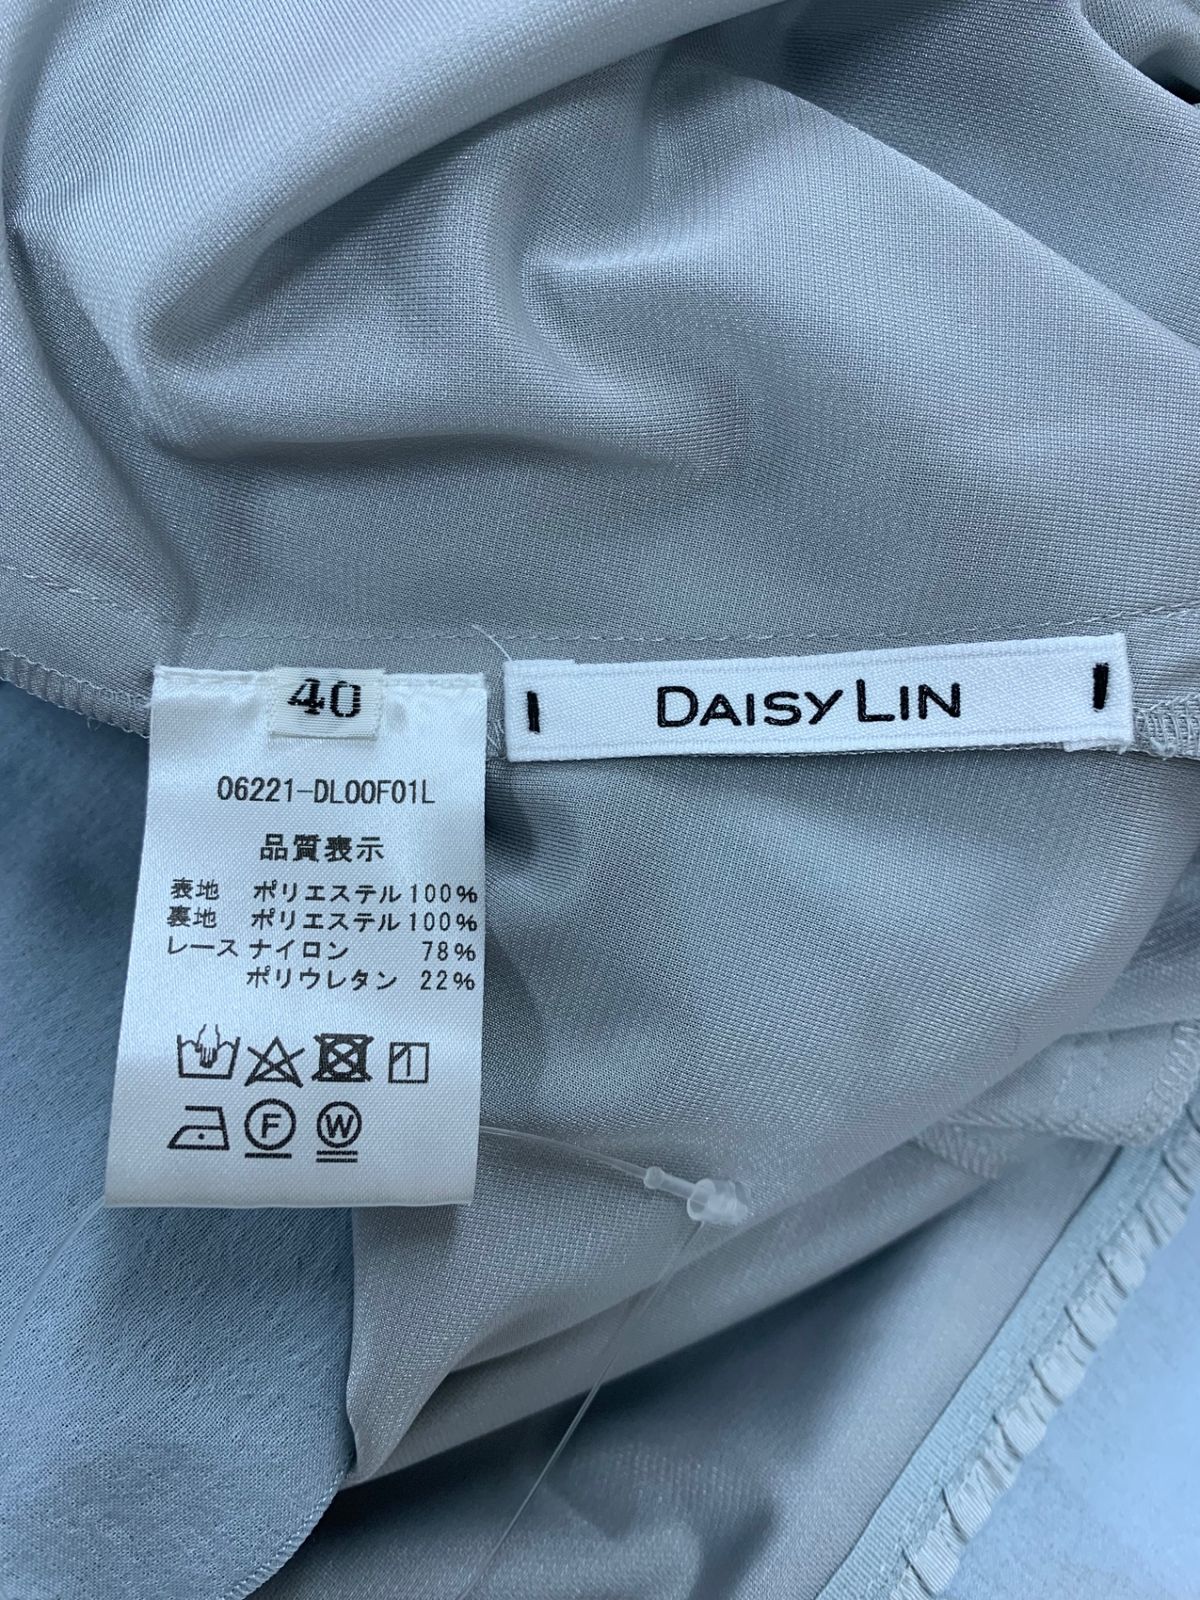 40
DAISY LIN
06221-DL00F01L
品質表示
表地 ポリエステル 100%
裏地 ポリエステル 100%
レース ナイロン 78%
ポリウレタン 22%
F W